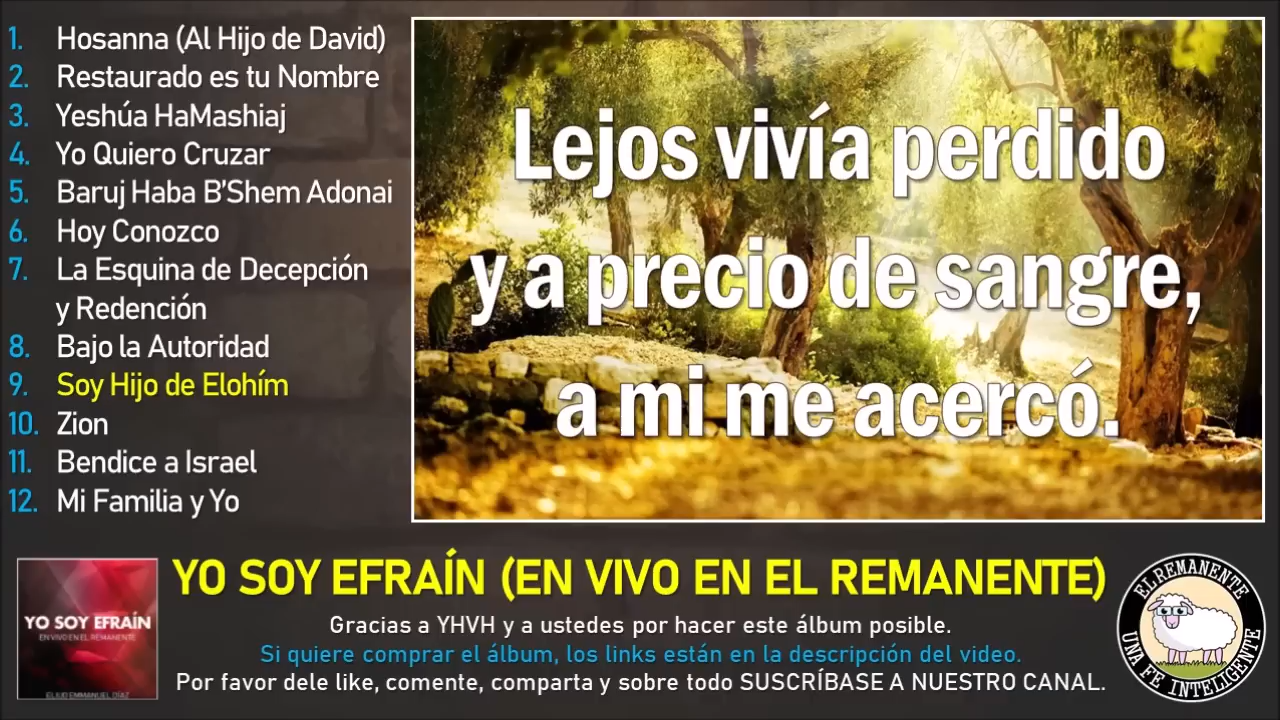 1. Hosanna (Al Hijo de David)
2. Restaurado es tu Nombre
3. Yeshúa HaMashiaj
4. Yo Quiero Cruzar
5. Baruj Haba B'Shem Adonai
6. Hoy Conozco
7. La Esquina de Decepción
y Redención
8. Bajo la Autoridad
9. Soy Hijo de Elohím
10. Zion
11. Bendice a Israel
12. Mi Familia y Yo
Lejos vivía perdido
y a precio de sangre,
a mi me acercó.
YO SOY EFRAÍN
EN VIVO EN EL REMANENTE
ELIUD EMMANUEL DÍAZ
YO SOY EFRAÍN (EN VIVO EN EL REMANENTE)
Gracias a YHVH y a ustedes por hacer este álbum posible.
Si quiere comprar el álbum, los links están en la descripción del video.
Por favor dele like, comente, comparta y sobre todo SUSCRÍBASE A NUESTRO CANAL.
EL REMANENTE
UNA FE INTELIGENTE